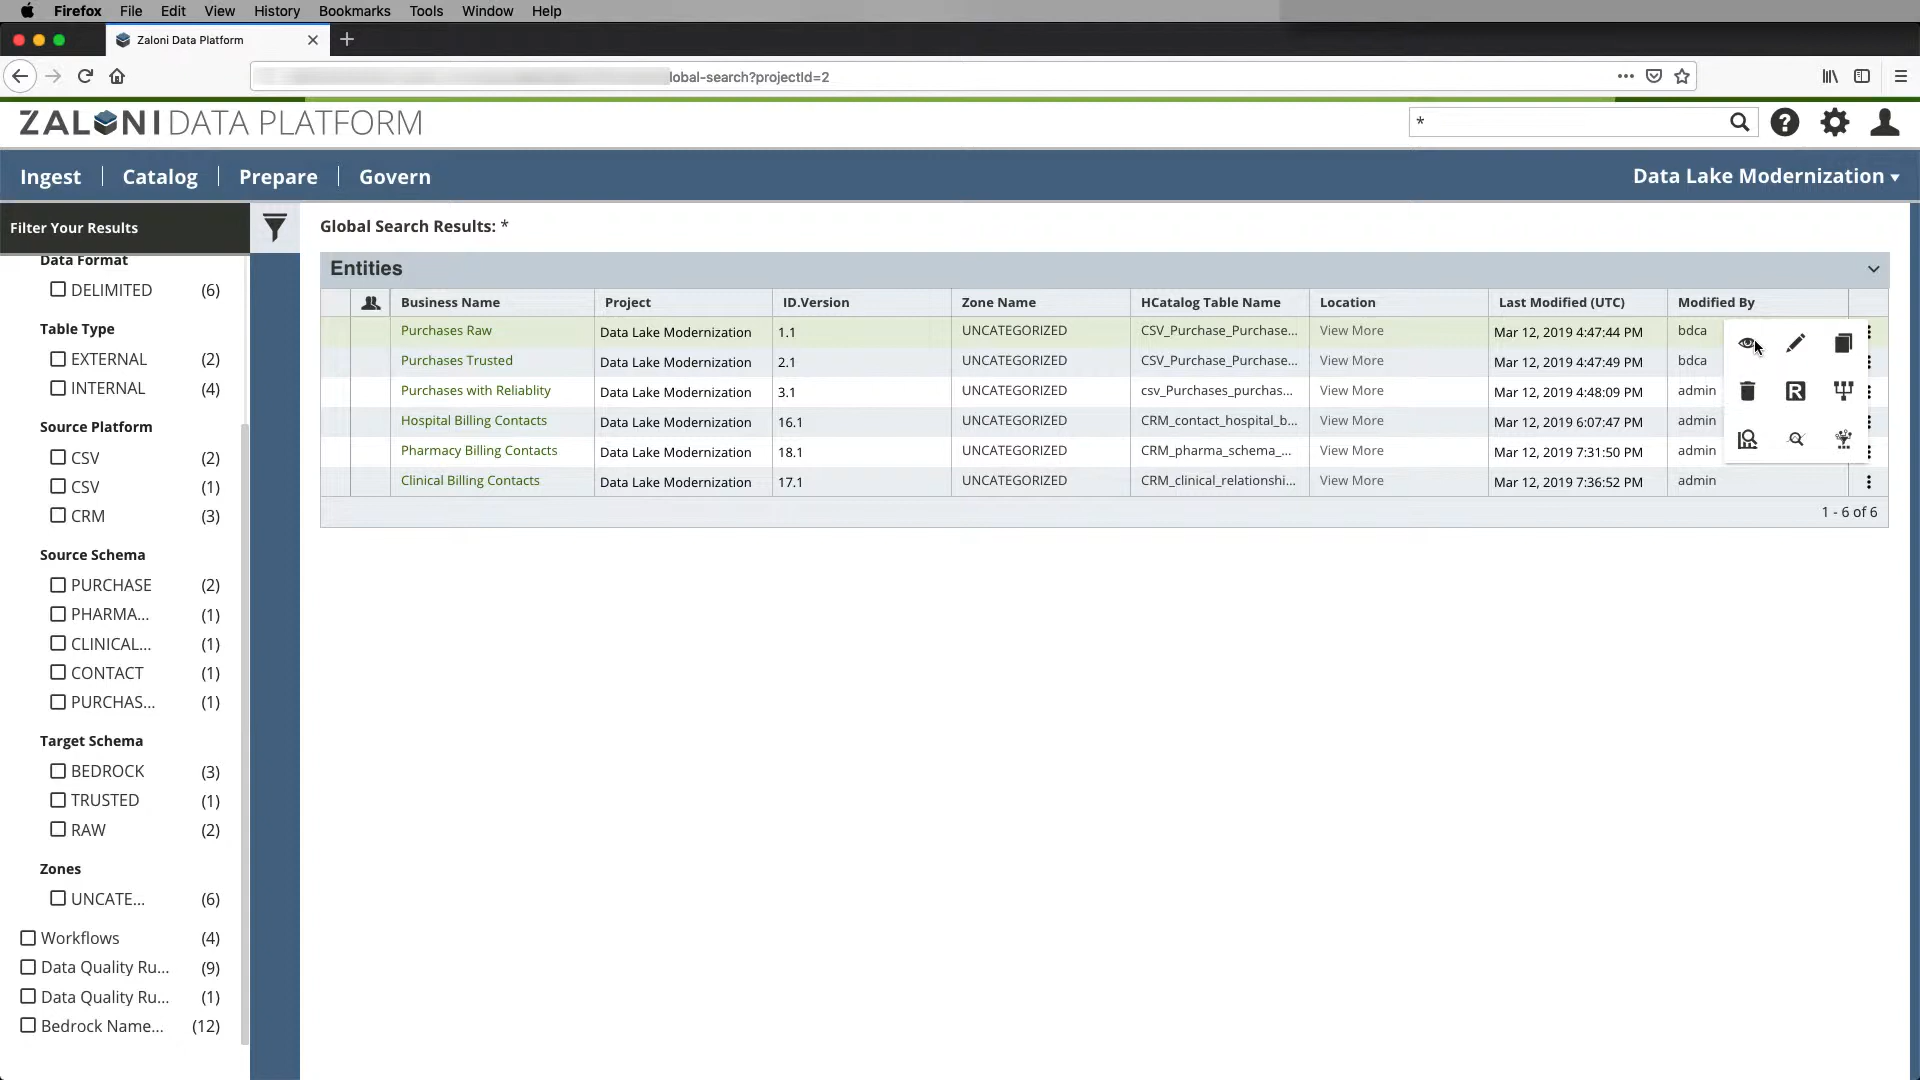 Firefox File Edit View History Bookmarks Tools Window Help
Zaloni Data Platform
lobal-search?projectId=2
ZALONI DATA PLATFORM
*
Ingest Catalog Prepare Govern Data Lake Modernization
Filter Your Results
Global Search Results: *
Entities
Business Name Project ID.Version Zone Name HCatalog Table Name Location Last Modified (UTC) Modified By
Purchases Raw Data Lake Modernization 1.1 UNCATEGORIZED CSV_Purchase_Purchase... View More Mar 12, 2019 4:47:44 PM bdca
Purchases Trusted Data Lake Modernization 2.1 UNCATEGORIZED CSV_Purchase_Purchase... View More Mar 12, 2019 4:47:49 PM bdca
Purchases with Reliablity Data Lake Modernization 3.1 UNCATEGORIZED csv_Purchases_purchas... View More Mar 12, 2019 4:48:09 PM admin
Hospital Billing Contacts Data Lake Modernization 16.1 UNCATEGORIZED CRM_contact_hospital_b... View More Mar 12, 2019 6:07:47 PM admin
Pharmacy Billing Contacts Data Lake Modernization 18.1 UNCATEGORIZED CRM_pharma_schema_... View More Mar 12, 2019 7:31:50 PM admin
Clinical Billing Contacts Data Lake Modernization 17.1 UNCATEGORIZED CRM_clinical_relationshi... View More Mar 12, 2019 7:36:52 PM admin
1 - 6 of 6
R
Data Format
DELIMITED (6)
Table Type
EXTERNAL (2)
INTERNAL (4)
Source Platform
CSV (2)
CSV (1)
CRM (3)
Source Schema
PURCHASE (2)
PHARMA... (1)
CLINICAL... (1)
CONTACT (1)
PURCHAS... (1)
Target Schema
BEDROCK (3)
TRUSTED (1)
RAW (2)
Zones
UNCATE... (6)
Workflows (4)
Data Quality Ru... (9)
Data Quality Ru... (1)
Bedrock Name... (12)